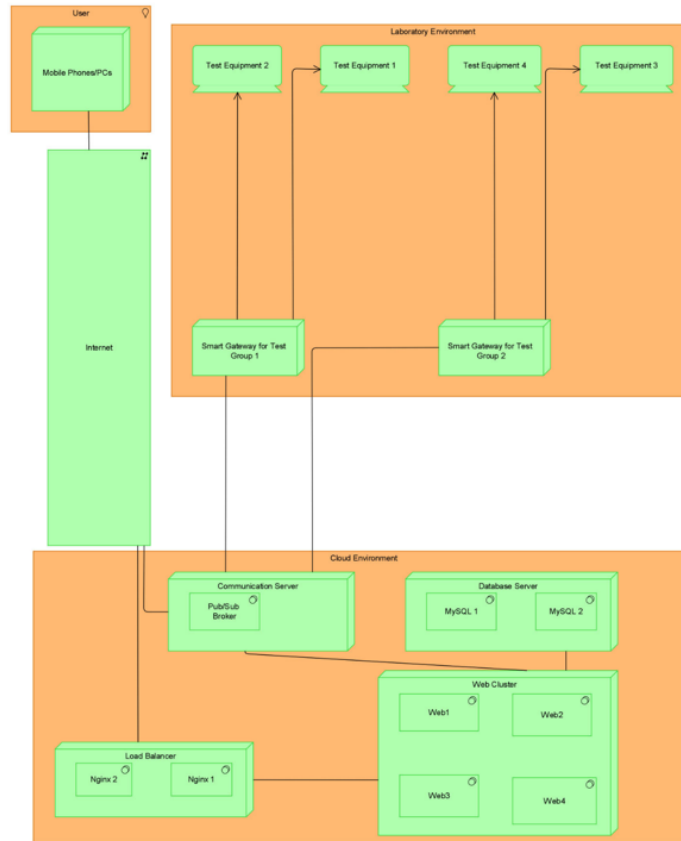 User
Mobile Phones/PCs
Laboratory Environment
Test Equipment 2
Test Equipment 1
Test Equipment 4
Test Equipment 3
Internet
Smart Gateway for Test
Group 1
Smart Gateway for Test
Group 2
Cloud Environment
Communication Server
Pub/Sub
Broker
Database Server
MySQL 1
MySQL 2
Web Cluster
Web1
Web2
Web3
Web4
Load Balancer
Nginx 2
Nginx 1